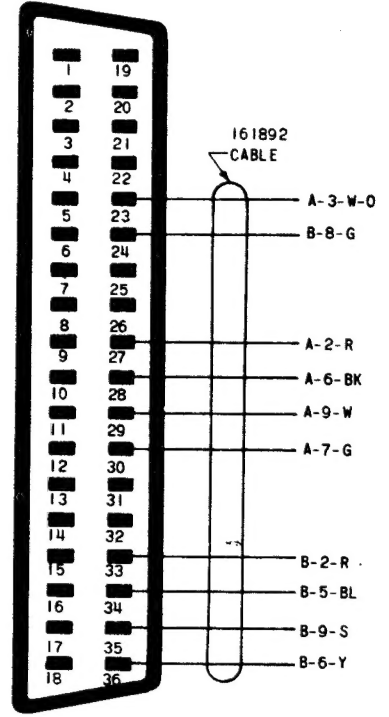 1 19
2 20
3 21
4 22
5 23
6 24
7 25
8 26
9 27
10 28
11 29
12 30
13 31
14 32
15 33
16 34
17 35
18 36
161892
CABLE
A-3-W-O
B-8-G
A-2-R
A-6-BK
A-9-W
A-7-G
B-2-R
B-5-BL
B-9-S
B-6-Y